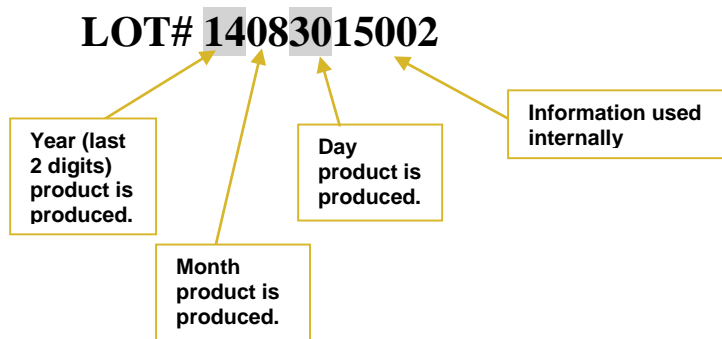 LOT# 14083015002
Year (last
2 digits)
product is
produced.
Month
product is
produced.
Day
product is
produced.
Information used
internally